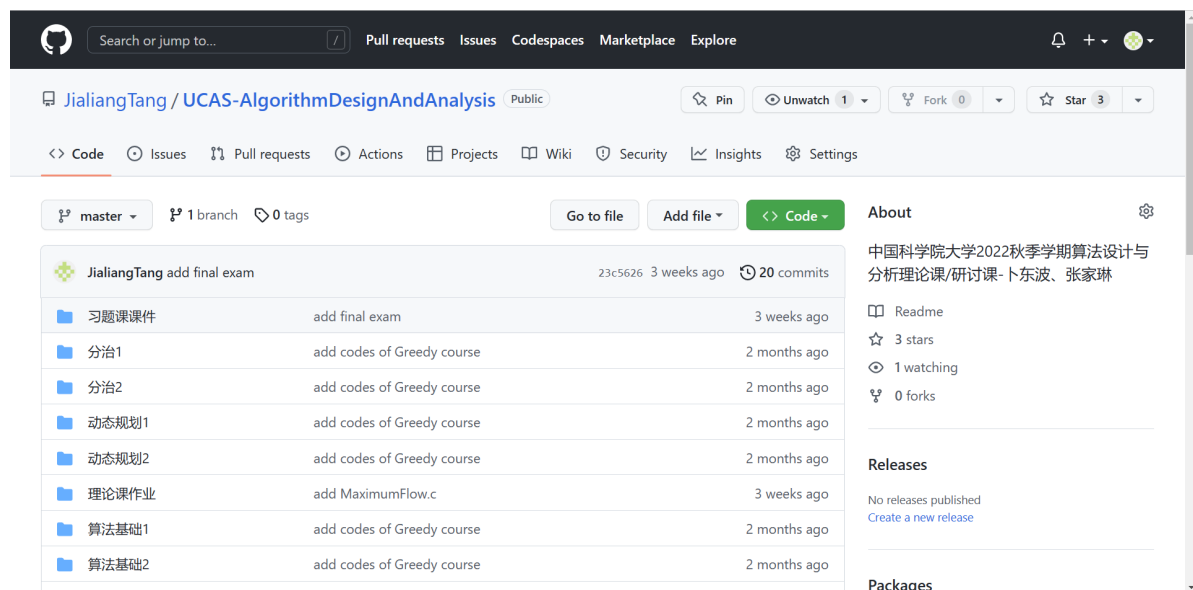 Search or jump to... / Pull requests Issues Codespaces Marketplace Explore
JialiangTang / UCAS-AlgorithmDesignAndAnalysis Public Pin Unwatch 1 Fork 0 Star 3
Code Issues Pull requests Actions Projects Wiki Security Insights Settings
master 1 branch 0 tags Go to file Add file Code
JialiangTang add final exam 23c5626 3 weeks ago 20 commits
习题课课件 add final exam 3 weeks ago
分治1 add codes of Greedy course 2 months ago
分治2 add codes of Greedy course 2 months ago
动态规划1 add codes of Greedy course 2 months ago
动态规划2 add codes of Greedy course 2 months ago
理论课作业 add MaximumFlow.c 3 weeks ago
算法基础1 add codes of Greedy course 2 months ago
算法基础2 add codes of Greedy course 2 months ago
About
中国科学院大学2022秋季学期算法设计与
分析理论课/研讨课-卜东波、张家琳
Readme
3 stars
1 watching
0 forks
Releases
No releases published
Create a new release
Packages